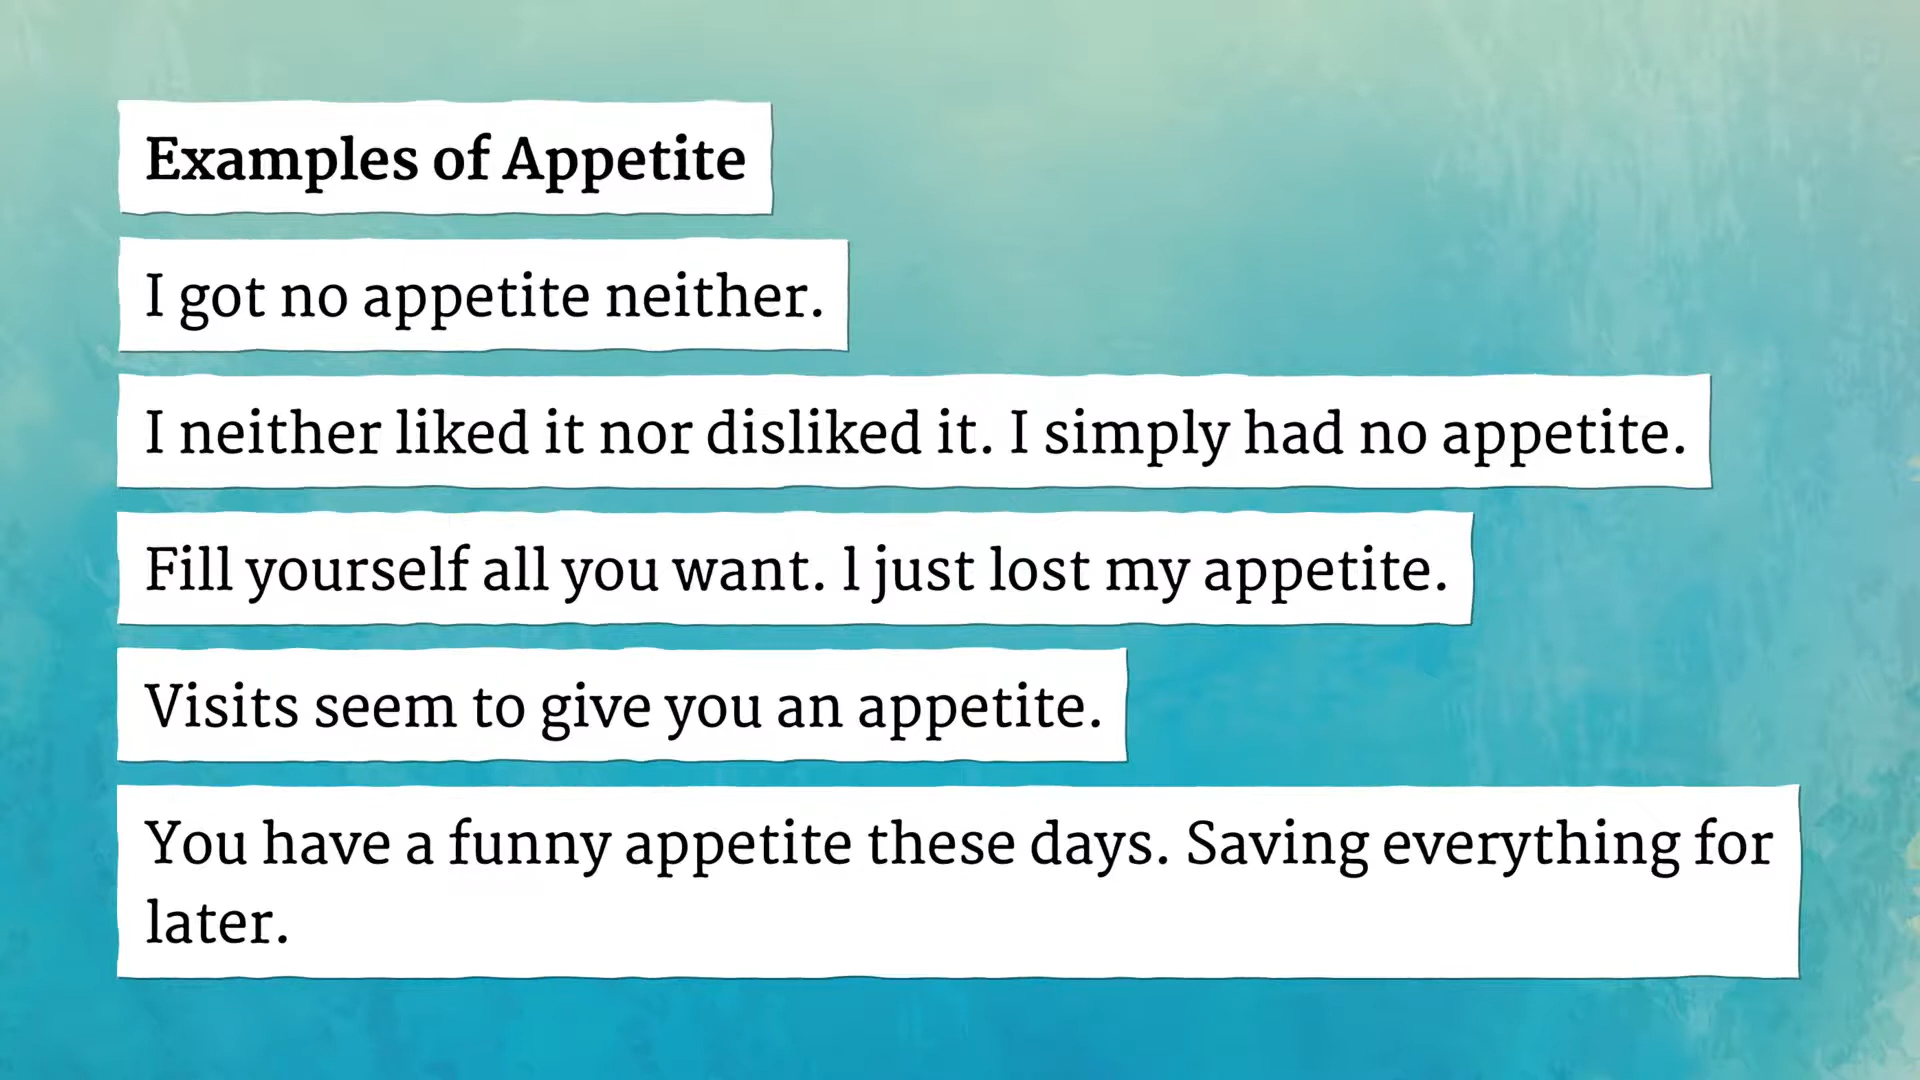 Examples of Appetite
I got no appetite neither.
I neither liked it nor disliked it. I simply had no appetite.
Fill yourself all you want. l just lost my appetite.
Visits seem to give you an appetite.
You have a funny appetite these days. Saving everything for
later.